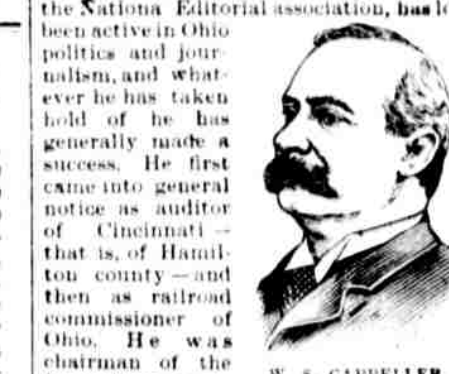 the Nationa Editorial association, has lo
been active in Ohio
politics and jour-
nalism, and what-
ever he has taken
hold of he has
generally made a
success. He first
came into general
notice as auditor
of Cincinnati —
that is, of Hamil-
ton county — and
then as railroad
commissioner of
Ohio. He was
chairman of the
W. S. CAPPELLER